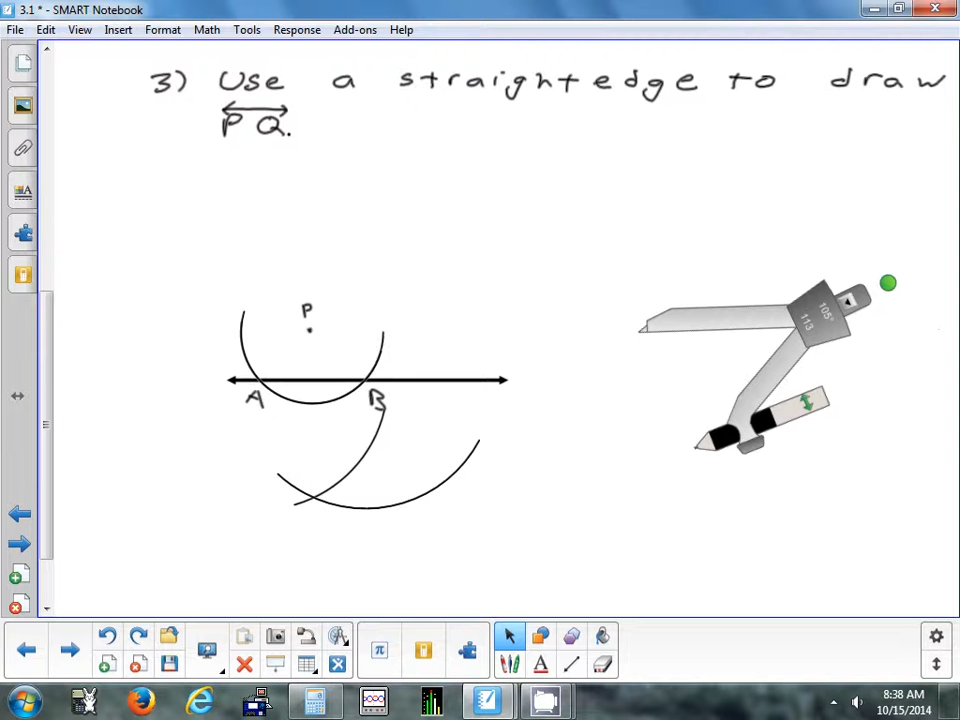 3.1 * - SMART Notebook
File Edit View Insert Format Math Tools Response Add-ons Help
3) Use a straightedge to draw
PQ.
P
A
B
105°
113
π
A
8:38 AM
10/15/2014